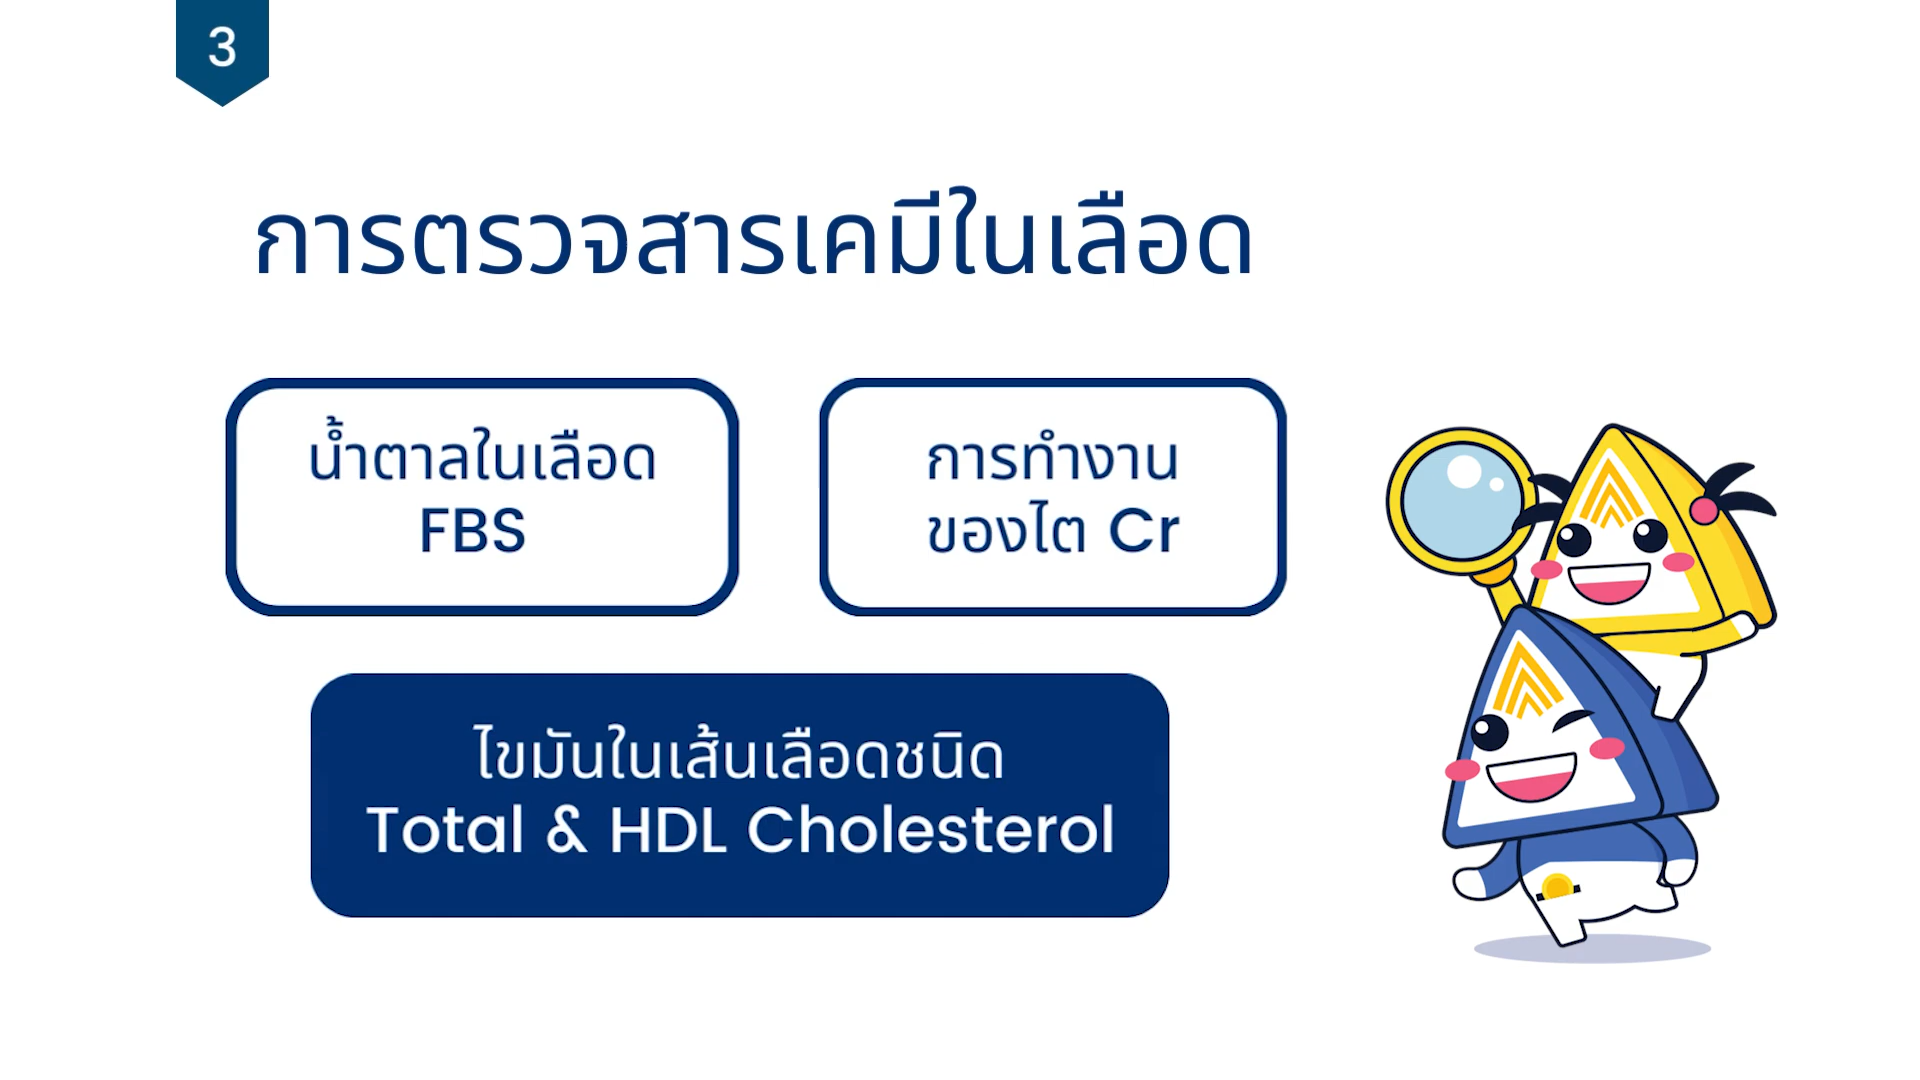 3
การตรวจสารเคมีในเลือด
น้ำตาลในเลือด
FBS
การทำงาน
ของไต Cr
ไขมันในเส้นเลือดชนิด
Total & HDL Cholesterol